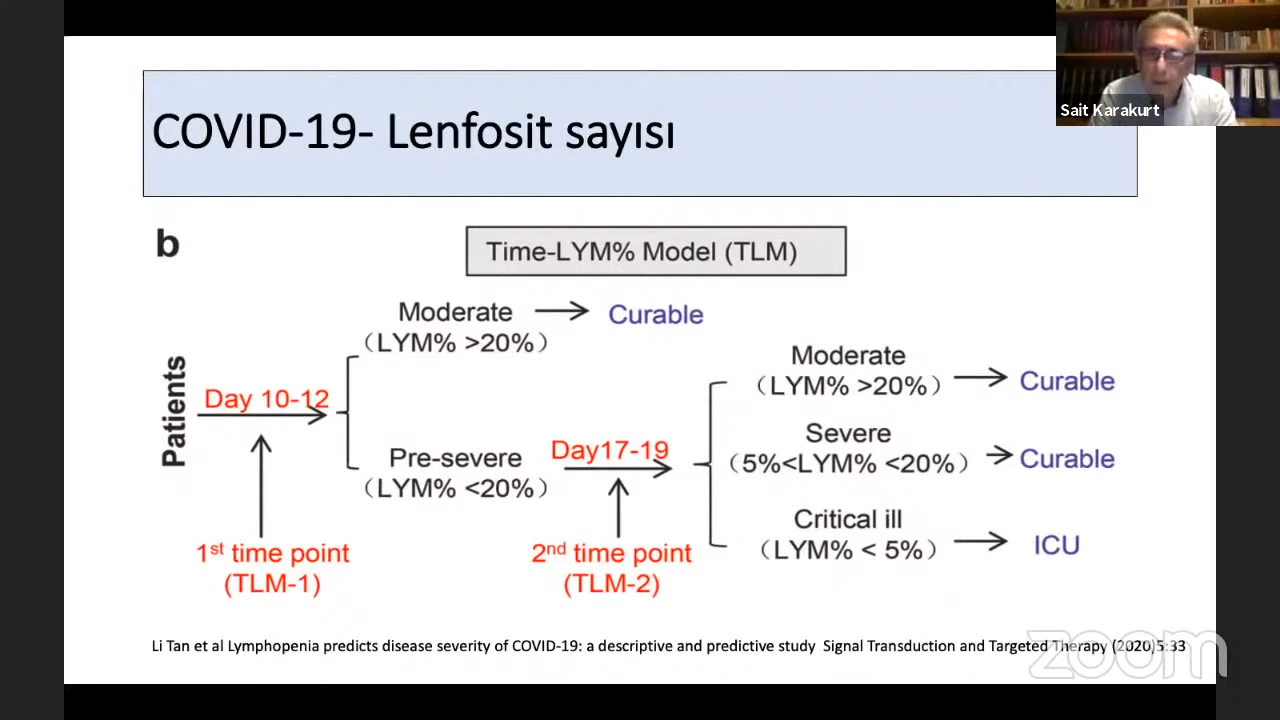 Sait Karakurt
COVID-19- Lenfosit sayısı
b
Time-LYM% Model (TLM)
Patients
Day 10-12
1st time point
(TLM-1)
Moderate
(LYM% >20%)
Curable
Pre-severe
(LYM% <20%)
Day17-19
2nd time point
(TLM-2)
Moderate
(LYM% >20%)
Curable
Severe
(5%<LYM% <20%)
Curable
Critical ill
(LYM% < 5%)
ICU
Li Tan et al Lymphopenia predicts disease severity of COVID-19: a descriptive and predictive study Signal Transduction and Targeted Therapy (2020)5:33
zoom